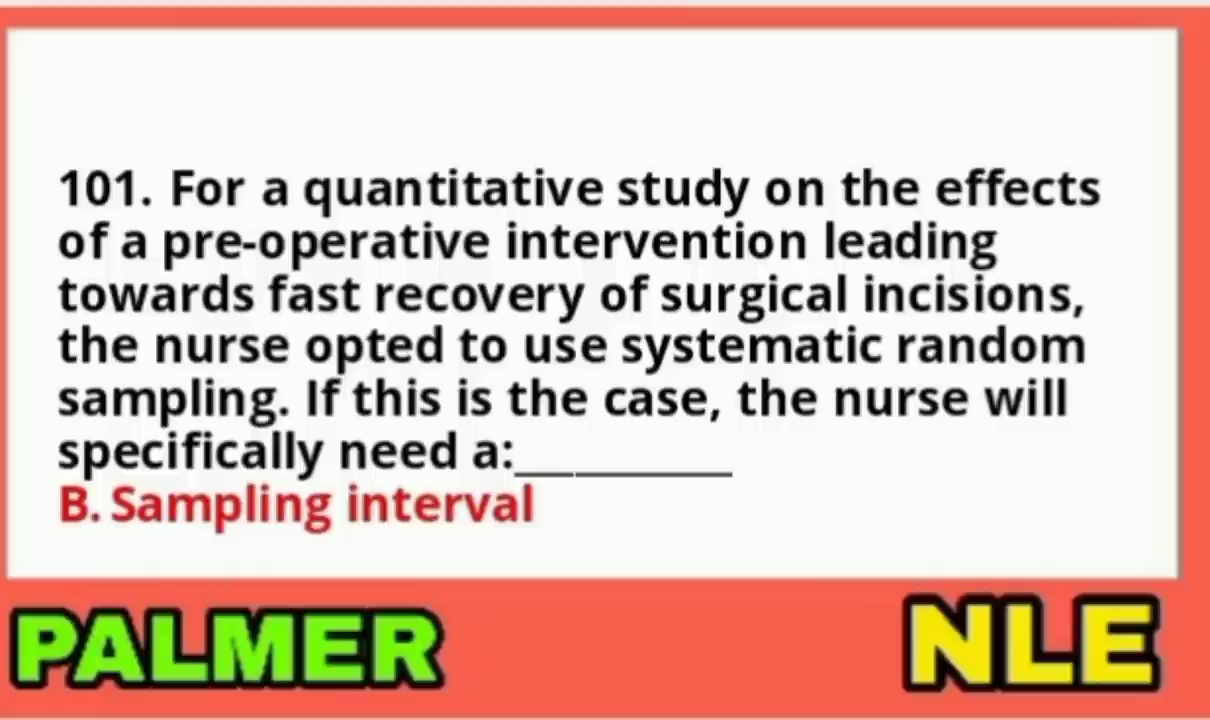 101. For a quantitative study on the effects
of a pre-operative intervention leading
towards fast recovery of surgical incisions,
the nurse opted to use systematic random
sampling. If this is the case, the nurse will
specifically need a:__________
B. Sampling interval
PALMER
NLE